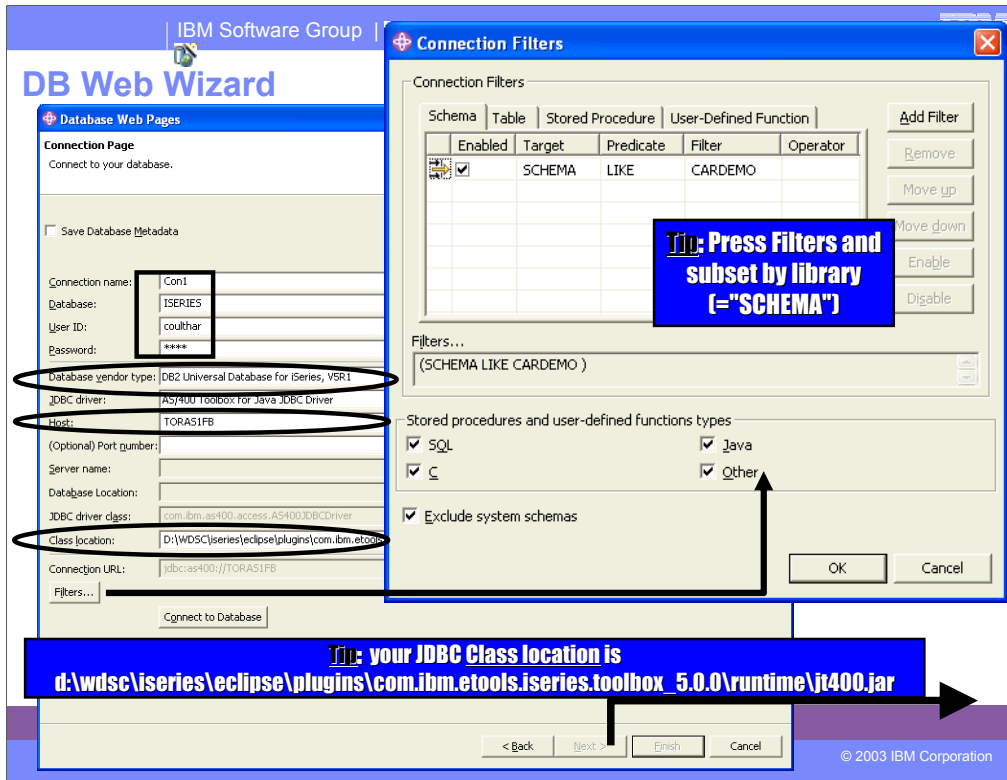 IBM Software Group |
DB Web Wizard
Database Web Pages
Connection Page
Connect to your database.
Save Database Metadata
Connection name: Con1
Database: ISERIES
User ID: coulthar
Password: ****
Database vendor type: DB2 Universal Database for iSeries, V5R1
JDBC driver: AS/400 Toolbox for Java JDBC Driver
Host: TORAS1FB
(Optional) Port number:
Server name:
Database Location:
JDBC driver class: com.ibm.as400.access.AS400JDBCDriver
Class location: D:\WDSC\iseries\eclipse\plugins\com.ibm.etools
Connection URL: jdbc:as400://TORAS1FB
Filters...
Connect to Database
Connection Filters
Connection Filters
Schema Table Stored Procedure User-Defined Function
Enabled Target Predicate Filter Operator
SCHEMA LIKE CARDEMO
Add Filter
Remove
Move up
Move down
Enable
Disable
Tip: Press Filters and
subset by library
(="SCHEMA")
Filters...
(SCHEMA LIKE CARDEMO )
Stored procedures and user-defined functions types
SQL Java
C Other
Exclude system schemas
OK Cancel
Tip: your JDBC Class location is
d:\wdsc\iseries\eclipse\plugins\com.ibm.etools.iseries.toolbox_5.0.0\runtime\jt400.jar
< Back Next > Finish Cancel
© 2003 IBM Corporation